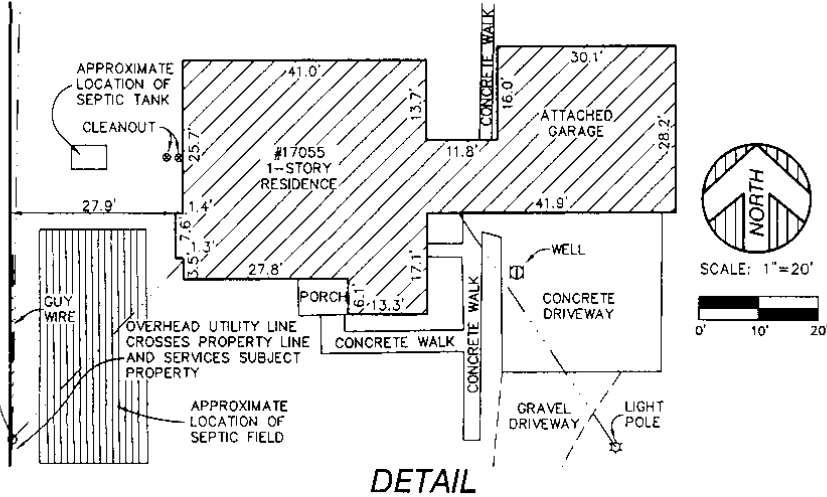 APPROXIMATE
LOCATION OF
SEPTIC TANK
CLEANOUT
41.0'
25.7'
#17055
1-STORY
RESIDENCE
13.7'
11.8'
CONCRETE WALK
16.0'
30.1'
ATTACHED
GARAGE
28.2'
41.9'
NORTH
SCALE: 1"=20'
0'
10'
20'
27.9'
1.4'
7.6'
1.3'
3.5'
27.8'
6.1'
PORCH
13.3'
17.1'
CONCRETE WALK
CONCRETE WALK
WELL
CONCRETE
DRIVEWAY
GUY
WIRE
OVERHEAD UTILITY LINE
CROSSES PROPERTY LINE
AND SERVICES SUBJECT
PROPERTY
APPROXIMATE
LOCATION OF
SEPTIC FIELD
GRAVEL
DRIVEWAY
LIGHT
POLE
DETAIL